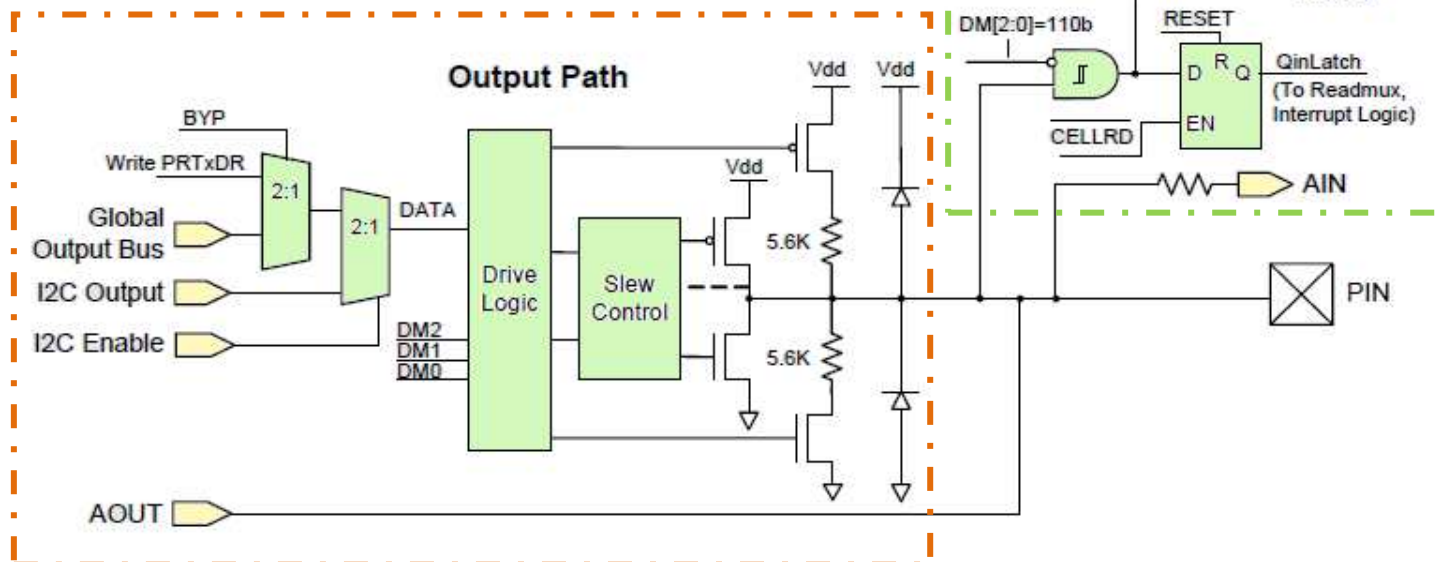 DM[2:0]=110b
RESET
Output Path
Vdd
Vdd
D
R
Q
QinLatch
(To Readmux,
Interrupt Logic)
BYP
CELLRD
EN
Write PRTxDR
Vdd
2:1
AIN
Global
Output Bus
2:1
DATA
5.6K
Drive
Logic
Slew
Control
I2C Output
PIN
I2C Enable
DM2
DM1
DM0
5.6K
AOUT